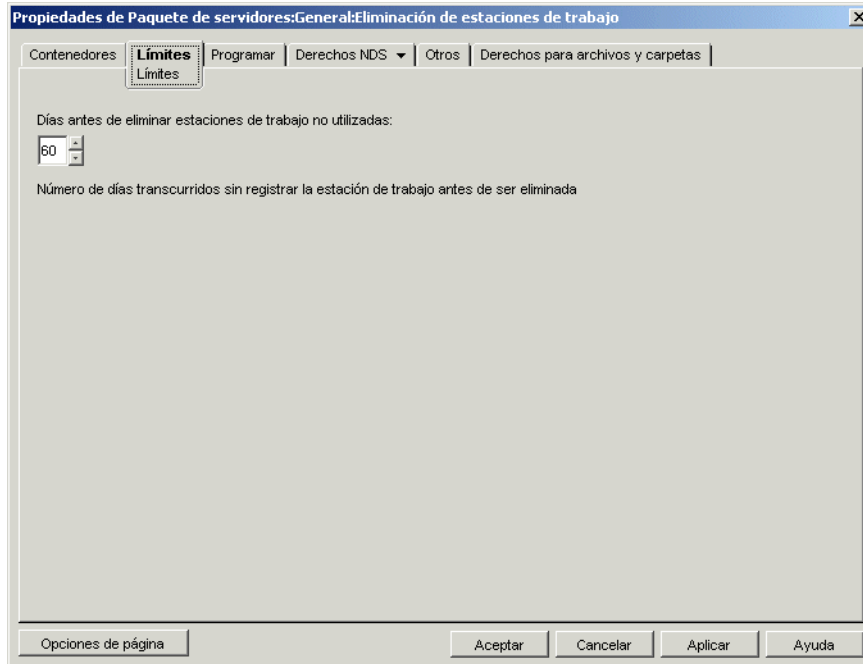 Propiedades de Paquete de servidores:General:Eliminación de estaciones de trabajo
Contenedores Límites Programar Derechos NDS Otros Derechos para archivos y carpetas
Límites
Días antes de eliminar estaciones de trabajo no utilizadas:
60
Número de días transcurridos sin registrar la estación de trabajo antes de ser eliminada
Opciones de página Aceptar Cancelar Aplicar Ayuda